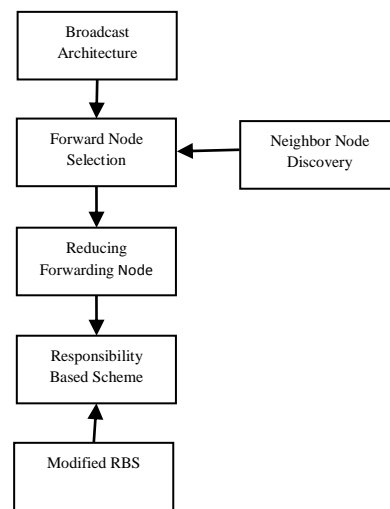 Broadcast
Architecture
Forward Node
Selection
Neighbor Node
Discovery
Reducing
Forwarding Node
Responsibility
Based Scheme
Modified RBS